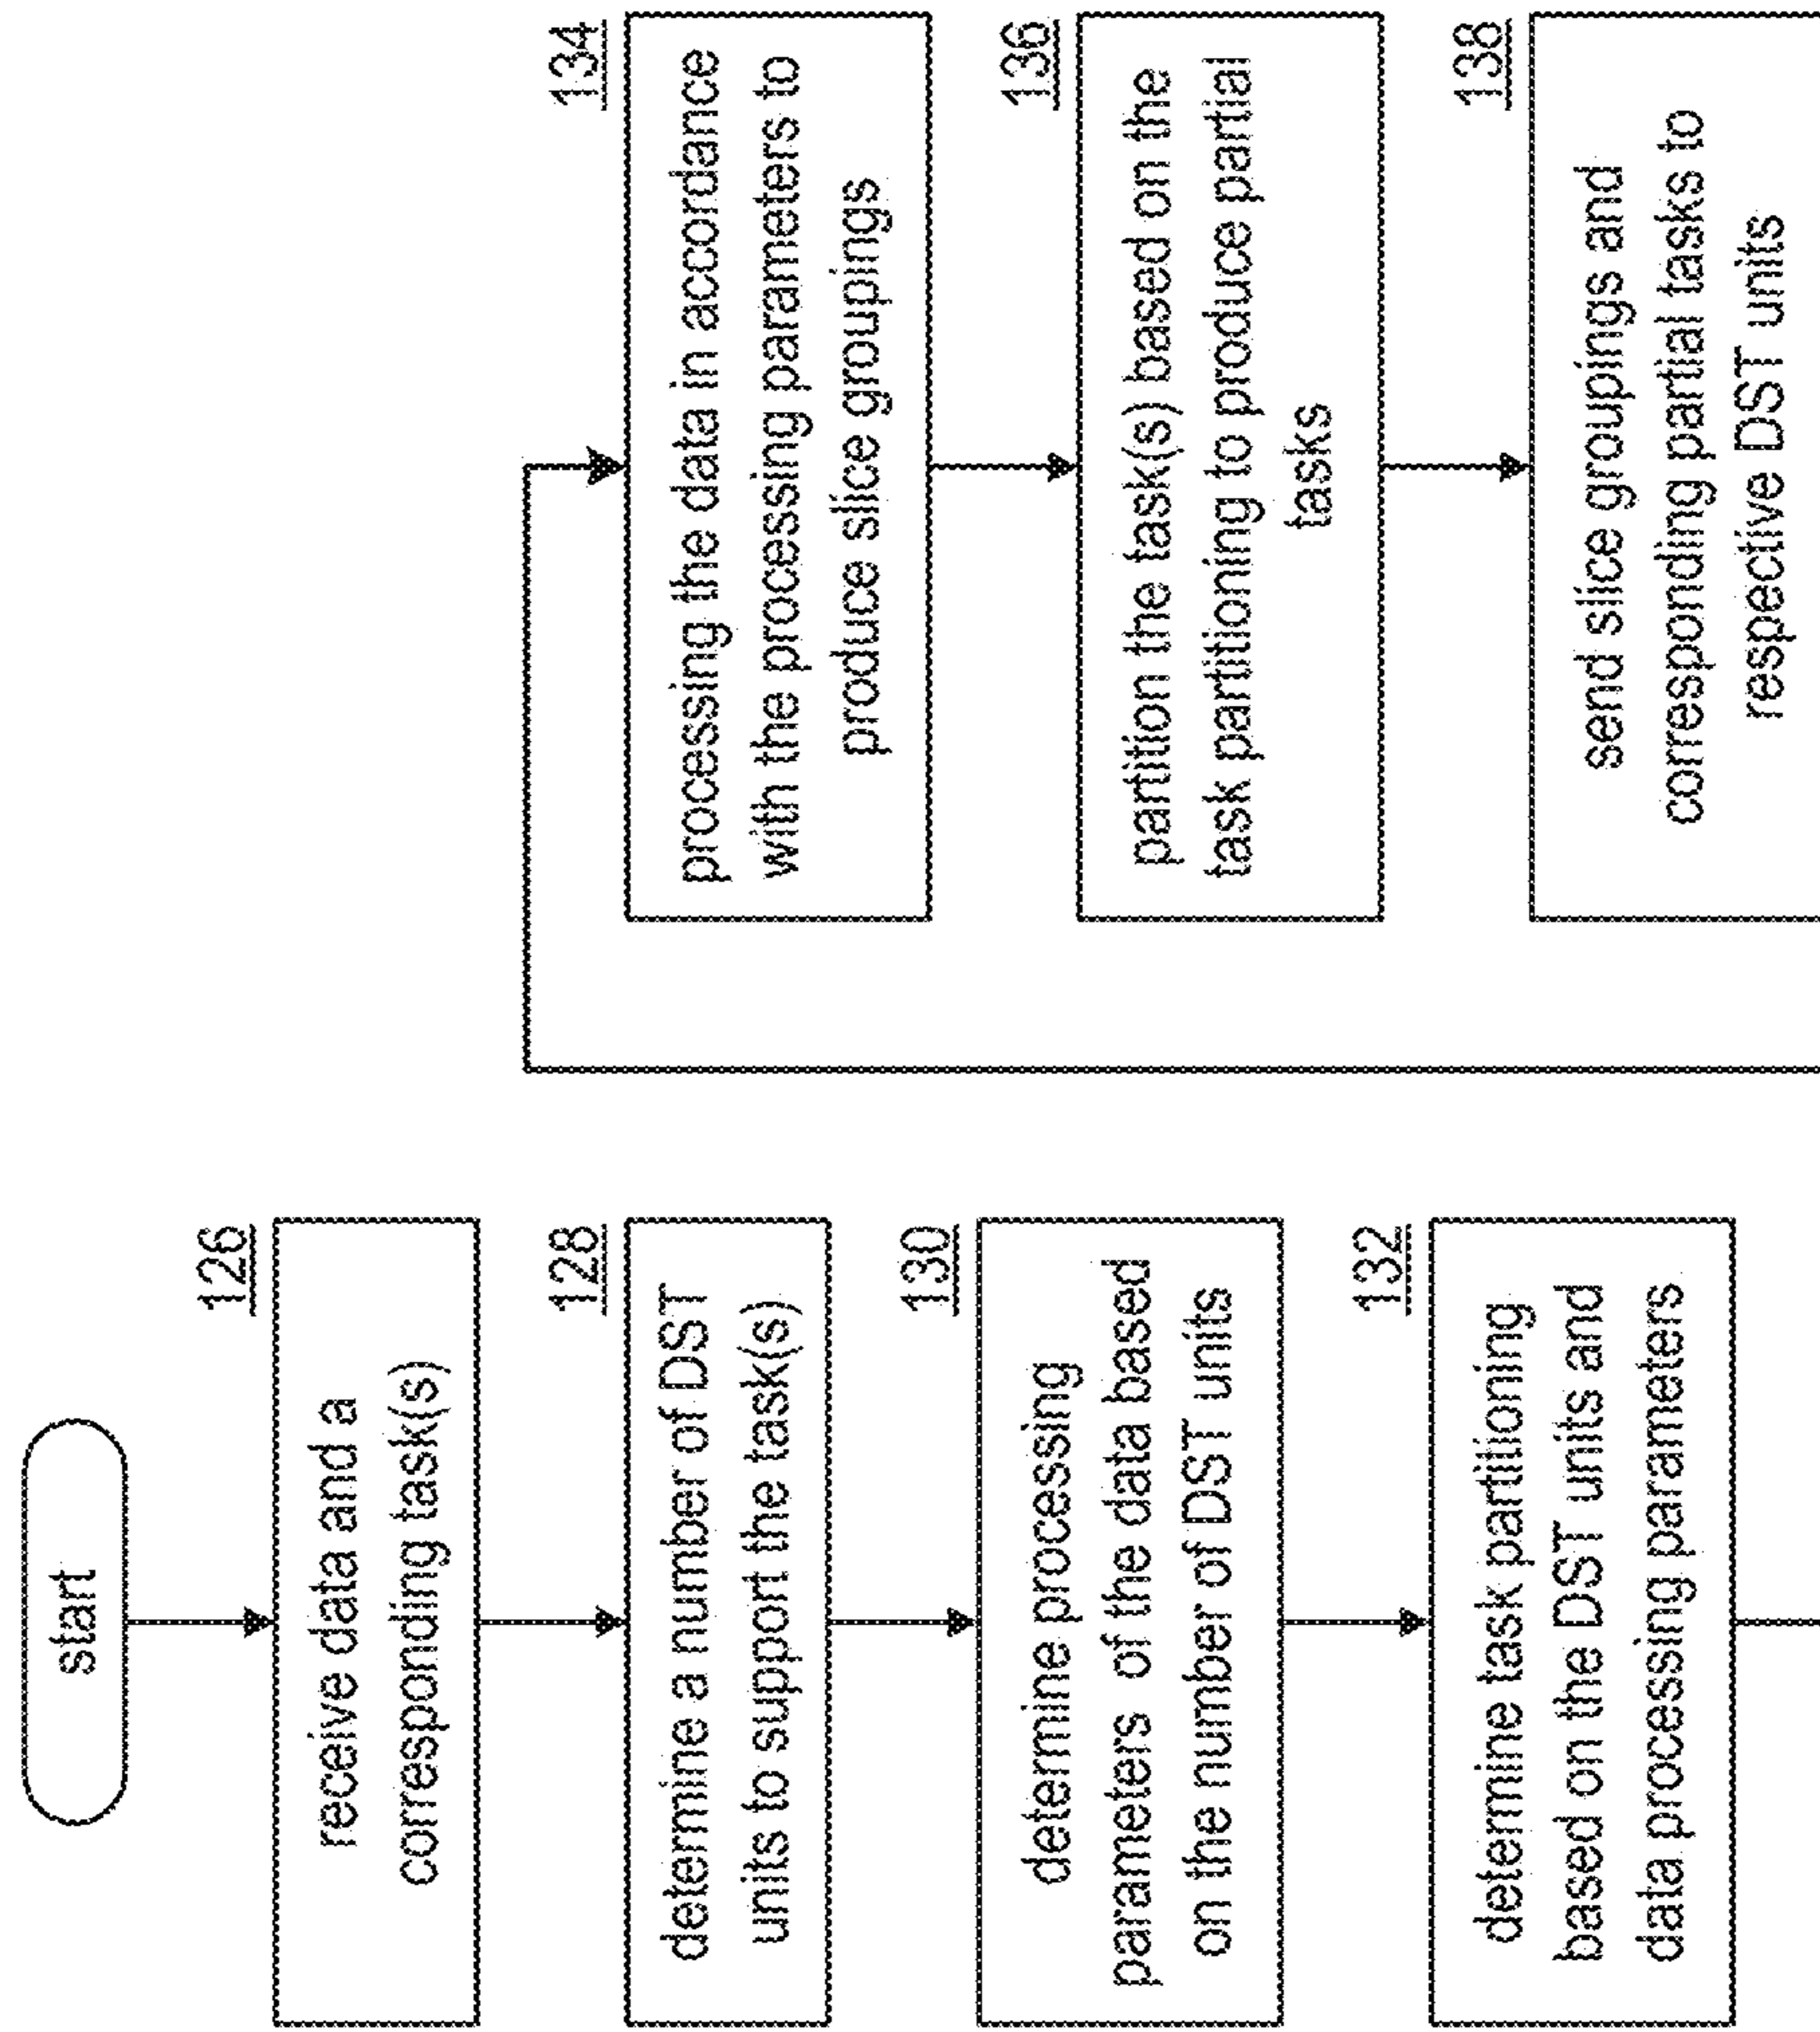 start
126
receive data and a
corresponding task(s)
128
determine a number of DST
units to support the task(s)
130
determine processing
parameters of the data based
on the number of DST units
132
determine task partitioning
based on the DST units and
data processing parameters
134
processing the data in accordance
with the processing parameters to
produce slice groupings
136
partition the task(s) based on the
task partitioning to produce partial
tasks
138
send slice groupings and
corresponding partial tasks to
respective DST units